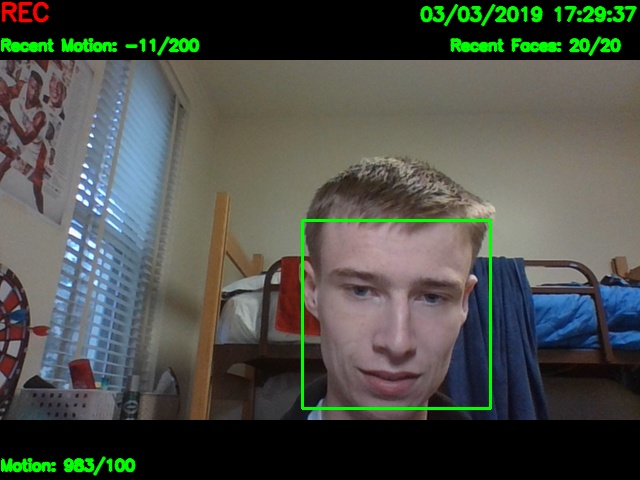 REC
03/03/2019 17:29:37
Recent Motion: -11/200
Recent Faces: 20/20
Motion: 983/100